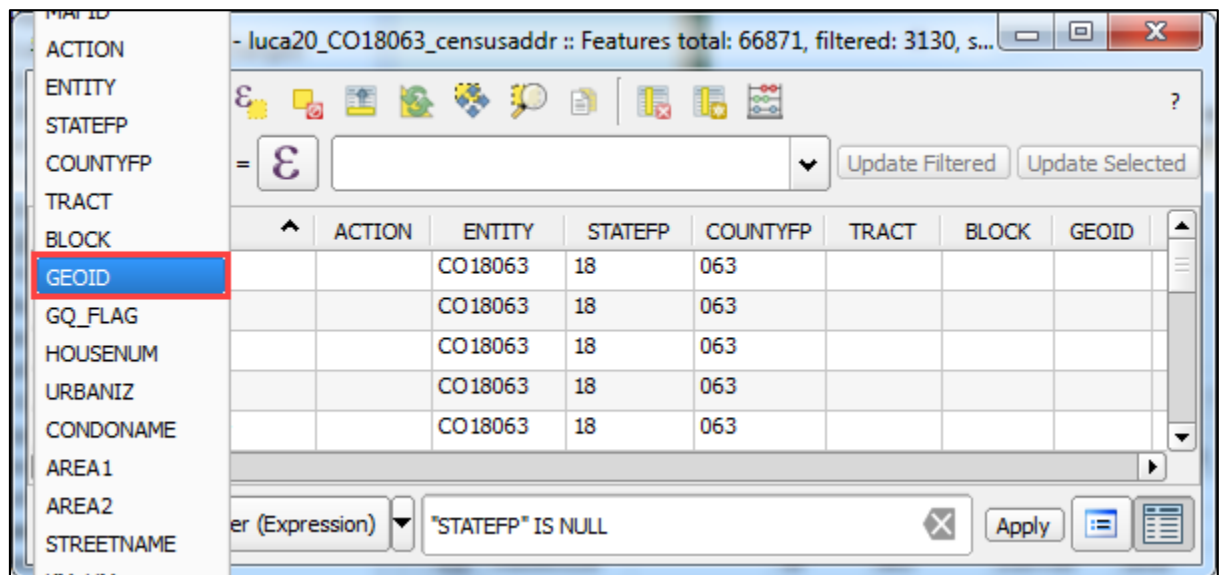 MAPID
- luca20_CO18063_censusaddr :: Features total: 66871, filtered: 3130, s...
ACTION
ENTITY
STATEFP
COUNTYFP
TRACT
BLOCK
GEOID
GQ_FLAG
HOUSENUM
URBANIZ
CONDONAME
AREA1
AREA2
STREETNAME
ε ?
= ε Update Filtered Update Selected
ACTION ENTITY STATEFP COUNTYFP TRACT BLOCK GEOID
CO18063 18 063
CO18063 18 063
CO18063 18 063
CO18063 18 063
CO18063 18 063
er (Expression) "STATEFP" IS NULL Apply